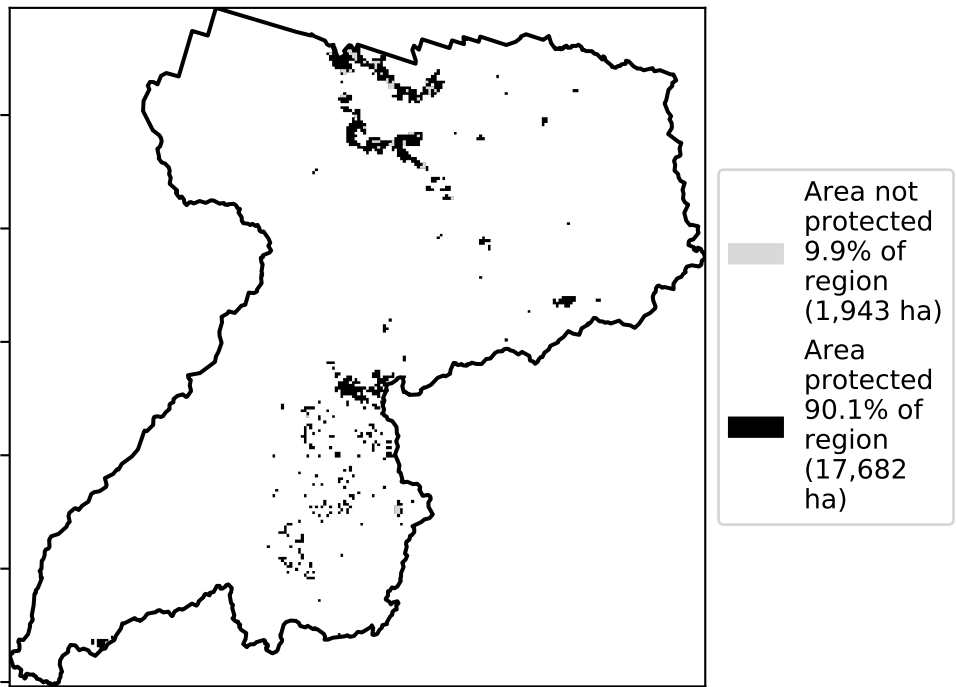 Area not
protected
9.9% of
region
(1,943 ha)
Area
protected
90.1% of
region
(17,682
ha)